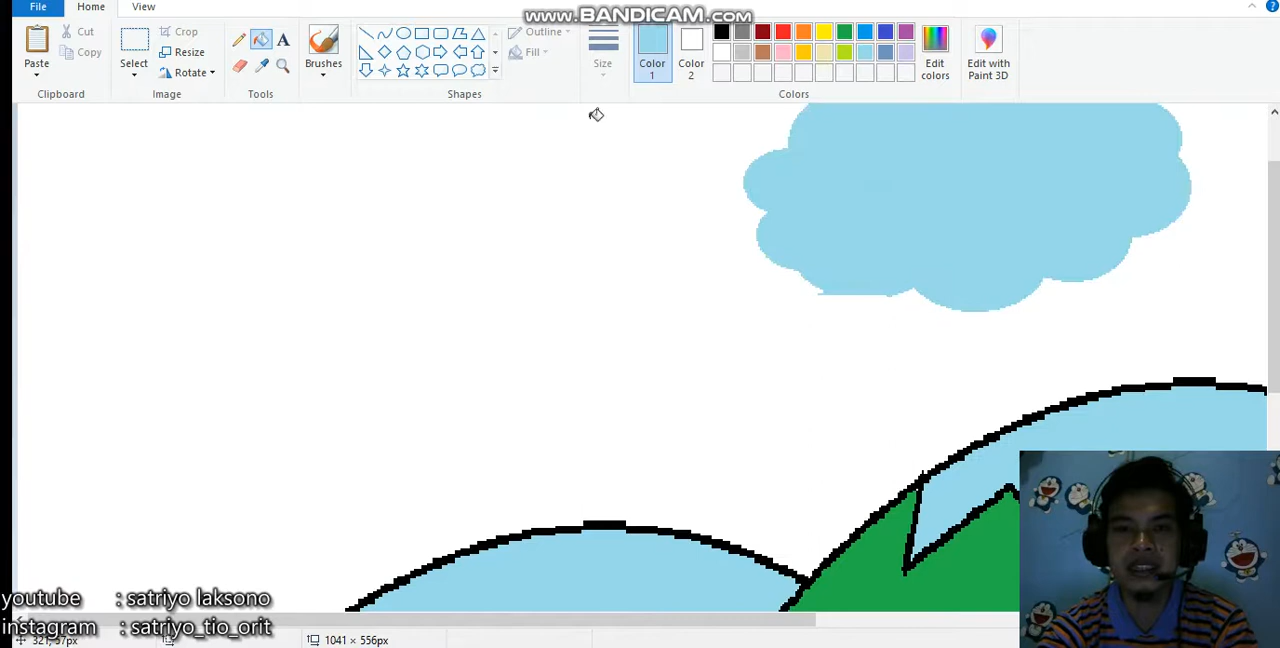 www.BANDICAM.com
File Home View
Paste Cut Copy Select Crop Resize Rotate Brushes Outline Fill Size Color 1 Color 2 Edit colors Edit with Paint 3D
Clipboard Image Tools Shapes Colors
youtube : satriyo laksono
instagram : satriyo_tio_orit
321, 57px 1041 × 556px